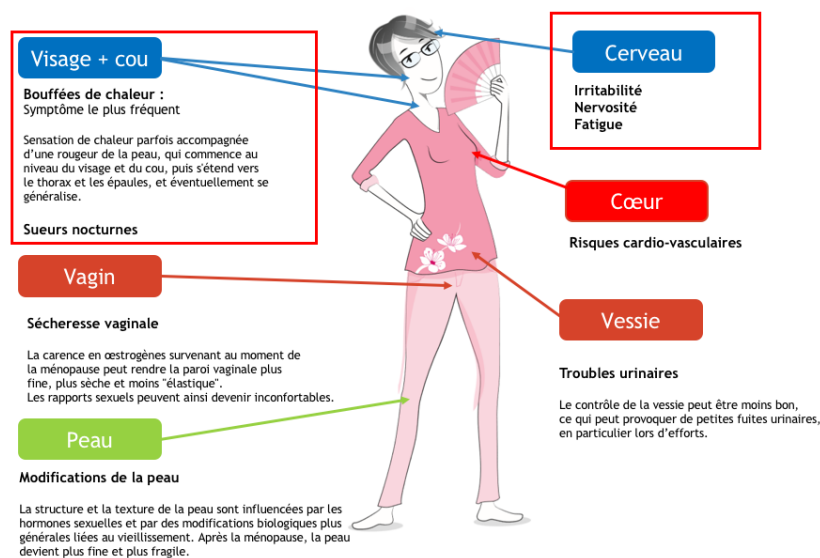 Visage + cou
Bouffées de chaleur :
Symptôme le plus fréquent
Sensation de chaleur parfois accompagnée
d'une rougeur de la peau, qui commence au
niveau du visage et du cou, puis s'étend vers
le thorax et les épaules, et éventuellement se
généralise.
Sueurs nocturnes
Cerveau
Irritabilité
Nervosité
Fatigue
Cœur
Risques cardio-vasculaires
Vagin
Sécheresse vaginale
La carence en œstrogènes survenant au moment de
la ménopause peut rendre la paroi vaginale plus
fine, plus sèche et moins "élastique".
Les rapports sexuels peuvent ainsi devenir inconfortables.
Vessie
Troubles urinaires
Le contrôle de la vessie peut être moins bon,
ce qui peut provoquer de petites fuites urinaires,
en particulier lors d'efforts.
Peau
Modifications de la peau
La structure et la texture de la peau sont influencées par les
hormones sexuelles et par des modifications biologiques plus
générales liées au vieillissement. Après la ménopause, la peau
devient plus fine et plus fragile.